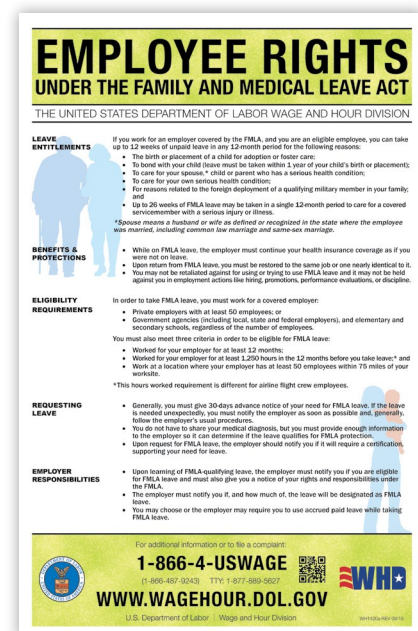 EMPLOYEE RIGHTS
UNDER THE FAMILY AND MEDICAL LEAVE ACT
THE UNITED STATES DEPARTMENT OF LABOR WAGE AND HOUR DIVISION
LEAVE
ENTITLEMENTS
If you work for an employer covered by the FMLA, and you are an eligible employee, you can take
up to 12 weeks of unpaid leave in any 12-month period for the following reasons:
• The birth or placement of a child for adoption or foster care;
• To bond with your child (leave must be taken within 1 year of your child's birth or placement);
• To care for your spouse,* child or parent who has a serious health condition;
• To care for your own serious health condition;
• For reasons related to the foreign deployment of a qualifying military member in your family;
and
• Up to 26 weeks of FMLA leave may be taken in a single 12-month period to care for a covered
servicemember with a serious injury or illness.
*Spouse means a husband or wife as defined or recognized in the state where the employee
was married, including common law marriage and same-sex marriage.
BENEFITS &
PROTECTIONS
• While on FMLA leave, the employer must continue your health insurance coverage as if you
were not on leave.
• Upon return from FMLA leave, you must be restored to the same job or one nearly identical to it.
• You may not be retaliated against for using or trying to use FMLA leave and it may not be held
against you in employment actions like hiring, promotions, performance evaluations, or discipline.
ELIGIBILITY
REQUIREMENTS
In order to take FMLA leave, you must work for a covered employer:
• Private employers with at least 50 employees; or
• Government agencies (including local, state and federal employers), and elementary and
secondary schools, regardless of the number of employees.
You must also meet three criteria in order to be eligible for FMLA leave:
• Worked for your employer for at least 12 months;
• Worked for your employer for at least 1,250 hours in the 12 months before you take leave;* and
• Work at a location where your employer has at least 50 employees within 75 miles of your
worksite.
*This hours worked requirement is different for airline flight crew employees.
REQUESTING
LEAVE
• Generally, you must give 30-days advance notice of your need for FMLA leave. If the leave
is needed unexpectedly, you must notify the employer as soon as possible and, generally,
follow the employer's usual procedures.
• You do not have to share your medical diagnosis, but you must provide enough information
to the employer so it can determine if the leave qualifies for FMLA protection.
• Upon request for FMLA leave, the employer should notify you if it will require a certification,
supporting your need for leave.
EMPLOYER
RESPONSIBILITIES
• Upon learning of FMLA-qualifying leave, the employer must notify you if you are eligible
for FMLA leave and must also give you a notice of your rights and responsibilities under
the FMLA.
• The employer must notify you if, and how much of, the leave will be designated as FMLA
leave.
• You may choose or the employer may require you to use accrued paid leave while taking
FMLA leave.
For additional information or to file a complaint:
1-866-4-USWAGE
(1-866-487-9243) TTY: 1-877-889-5627
WWW.WAGEHOUR.DOL.GOV
U.S. Department of Labor | Wage and Hour Division
WHD